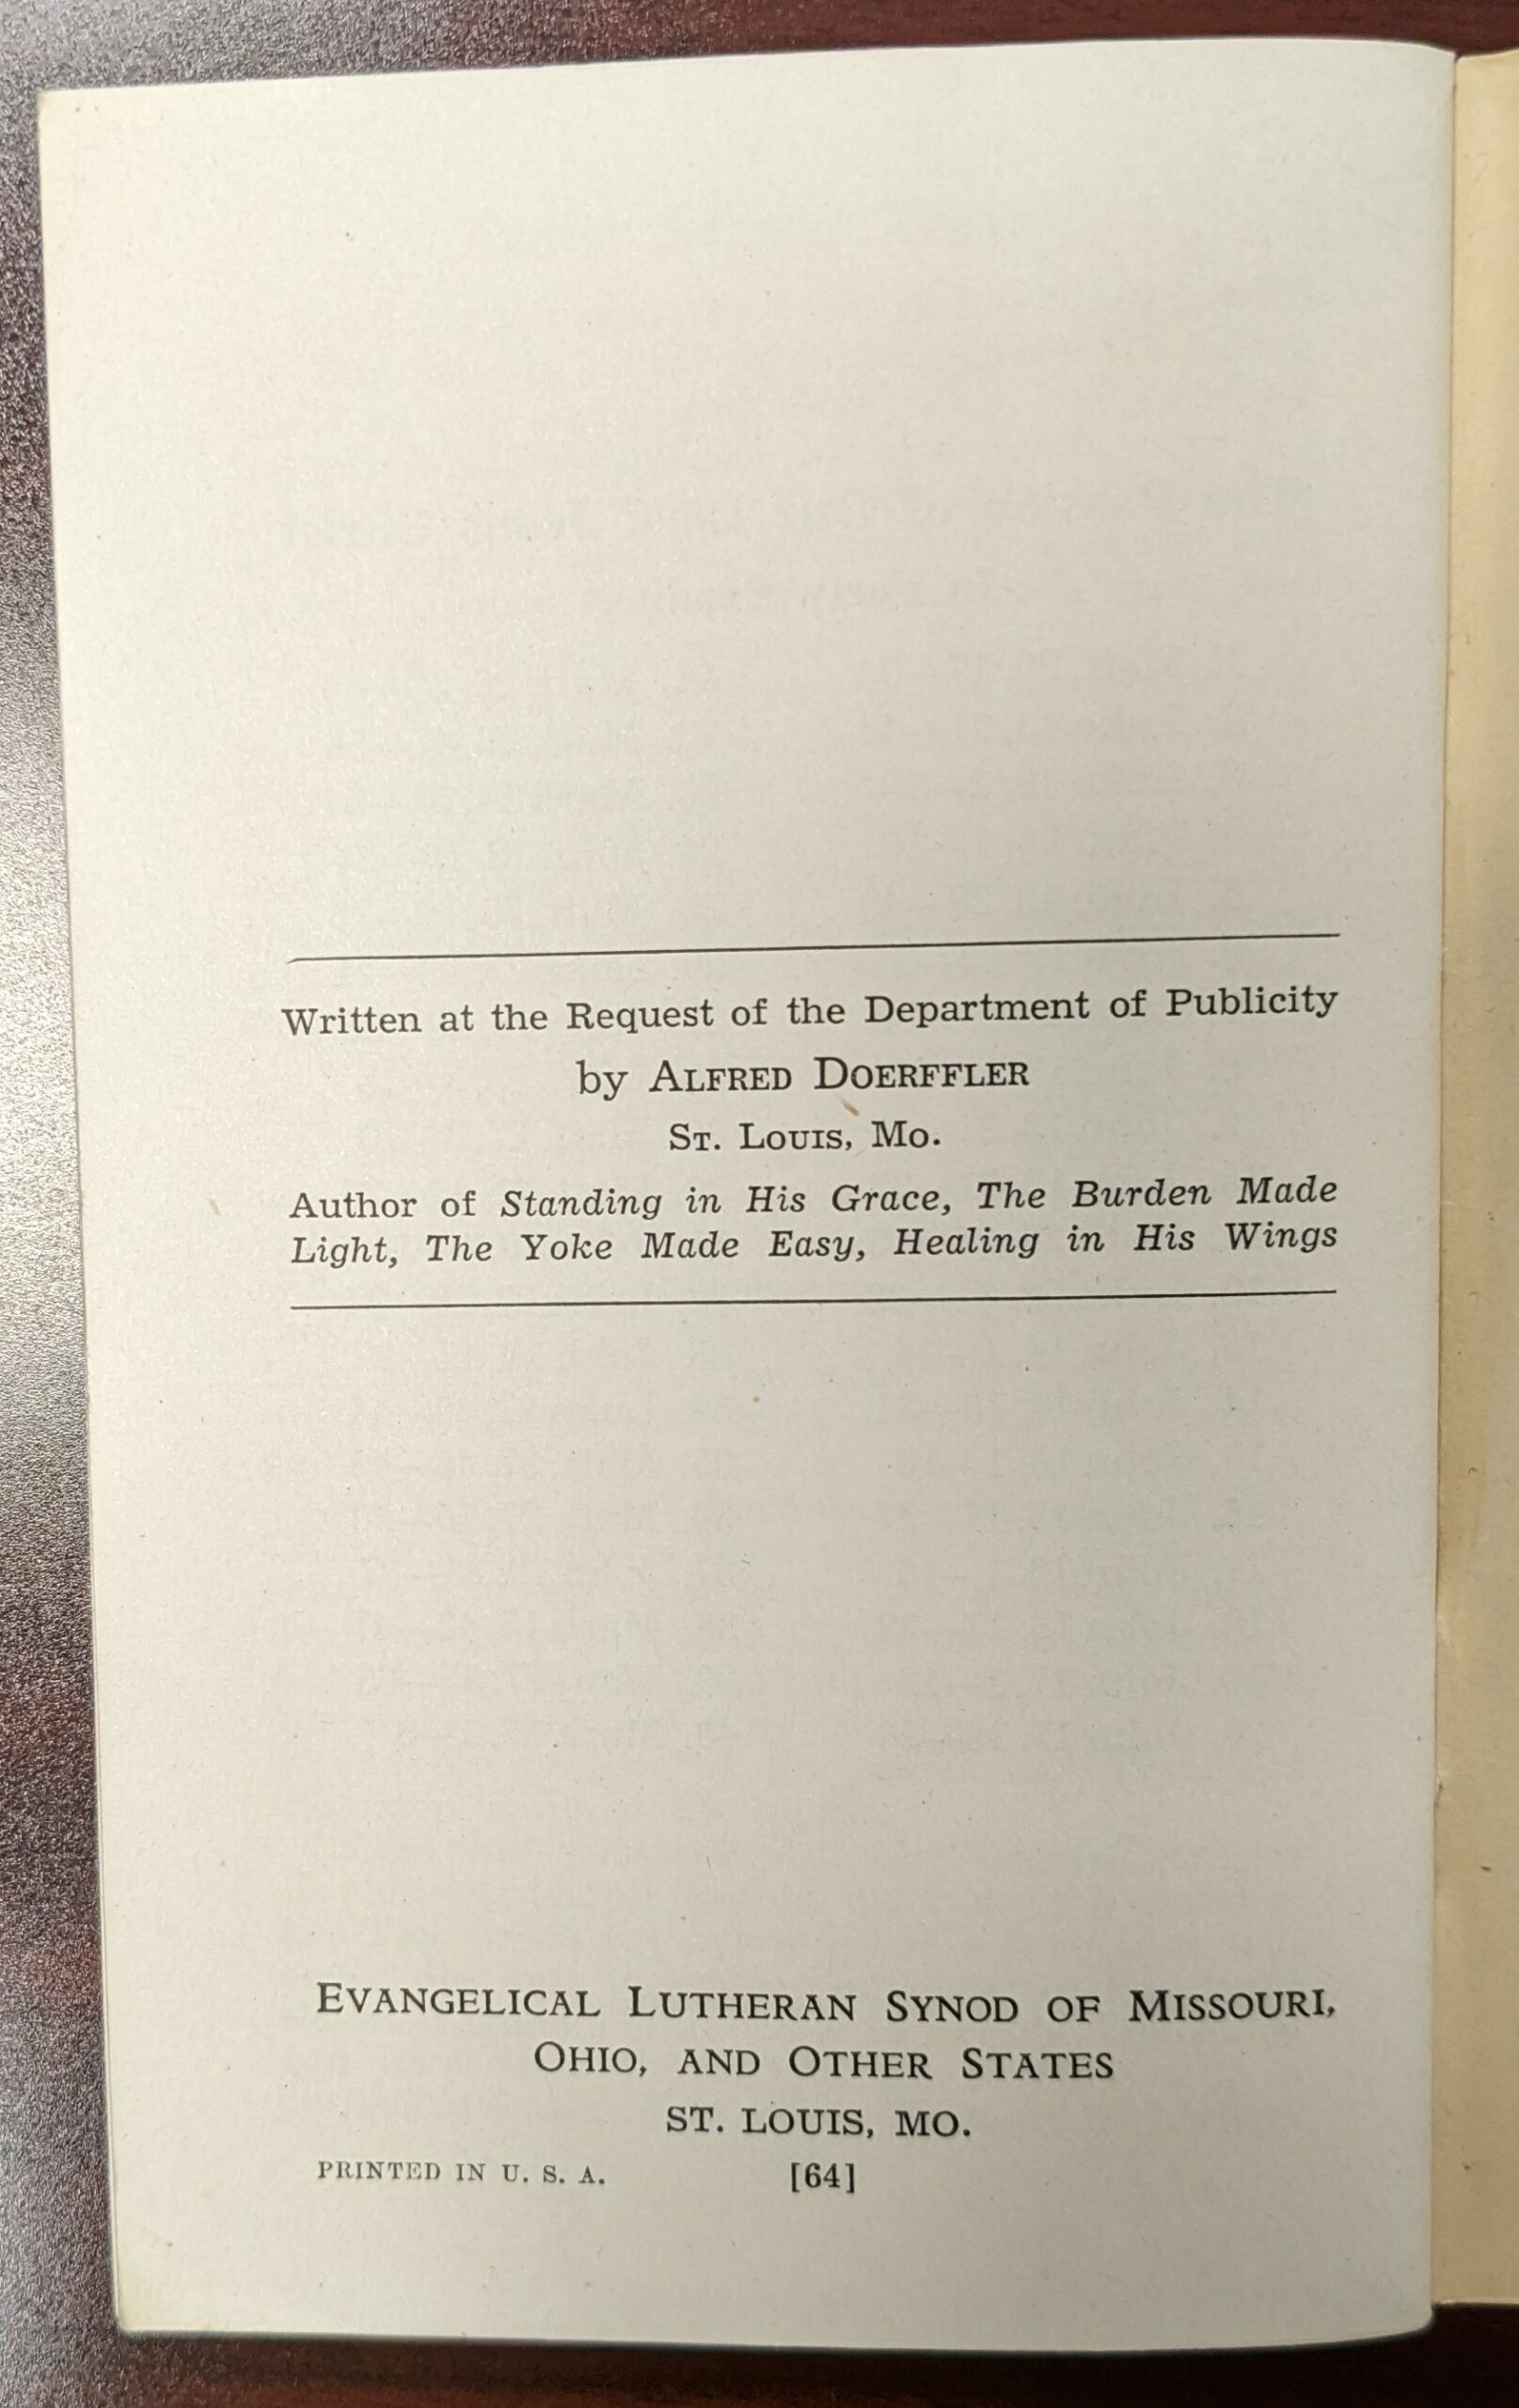 Written at the Request of the Department of Publicity
by ALFRED DOERFFLER
ST. LOUIS, MO.
Author of Standing in His Grace, The Burden Made
Light, The Yoke Made Easy, Healing in His Wings
EVANGELICAL LUTHERAN SYNOD OF MISSOURI,
OHIO, AND OTHER STATES
ST. LOUIS, MO.
PRINTED IN U. S. A. [64]